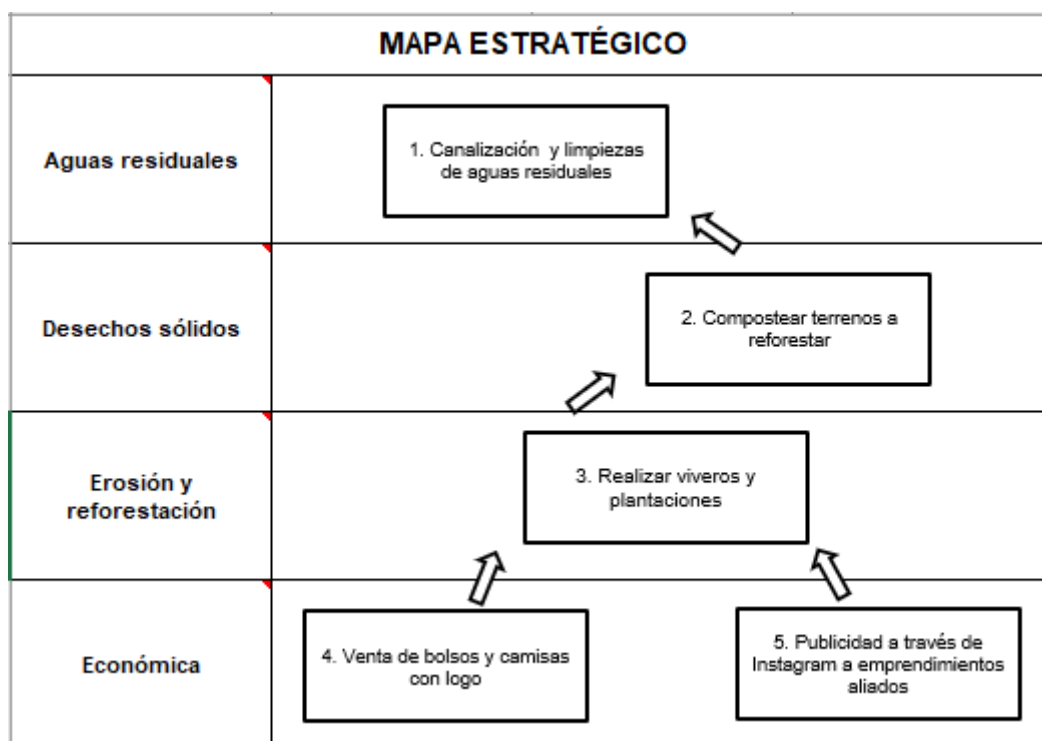 MAPA ESTRATÉGICO
Aguas residuales
1. Canalización y limpiezas
de aguas residuales
Desechos sólidos
2. Compostear terrenos a
reforestar
Erosión y
reforestación
3. Realizar viveros y
plantaciones
Económica
4. Venta de bolsos y camisas
con logo
5. Publicidad a través de
Instagram a emprendimientos
aliados